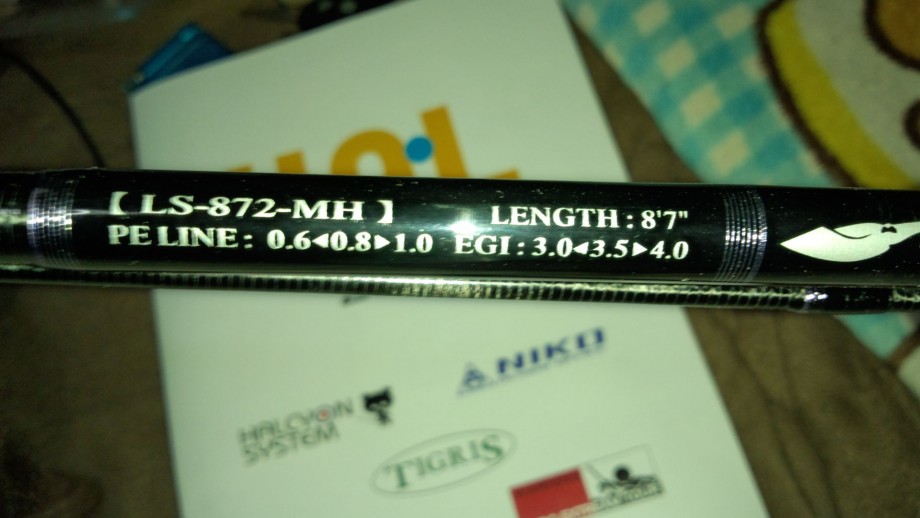 【 LS-872-MH 】 LENGTH : 8'7"
PE LINE : 0.6◀0.8▶1.0 EGI : 3.0◀3.5▶4.0
NIKO
HALCYON
SYSTEM
TIGRIS